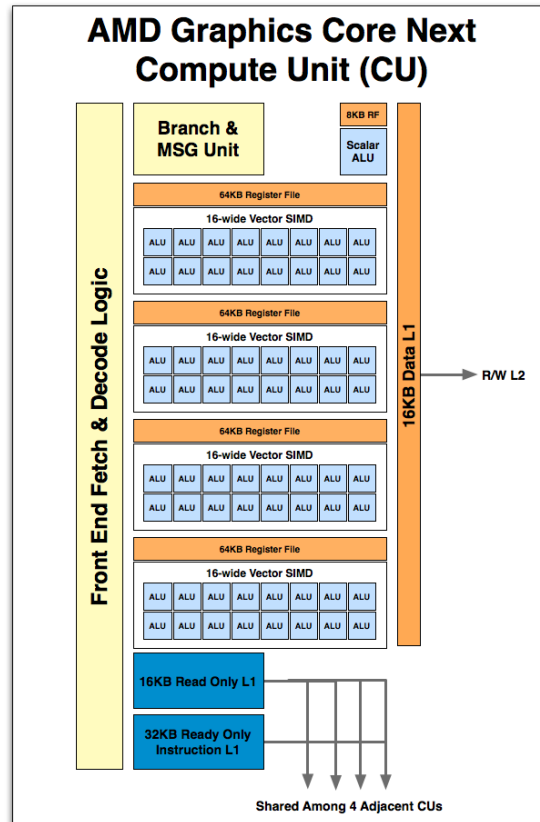 AMD Graphics Core Next
Compute Unit (CU)
Front End Fetch & Decode Logic
Branch &
MSG Unit
8KB RF
Scalar
ALU
64KB Register File
16-wide Vector SIMD
ALU ALU ALU ALU ALU ALU ALU ALU
ALU ALU ALU ALU ALU ALU ALU ALU
64KB Register File
16-wide Vector SIMD
ALU ALU ALU ALU ALU ALU ALU ALU
ALU ALU ALU ALU ALU ALU ALU ALU
64KB Register File
16-wide Vector SIMD
ALU ALU ALU ALU ALU ALU ALU ALU
ALU ALU ALU ALU ALU ALU ALU ALU
64KB Register File
16-wide Vector SIMD
ALU ALU ALU ALU ALU ALU ALU ALU
ALU ALU ALU ALU ALU ALU ALU ALU
16KB Data L1
R/W L2
16KB Read Only L1
32KB Ready Only
Instruction L1
Shared Among 4 Adjacent CUs